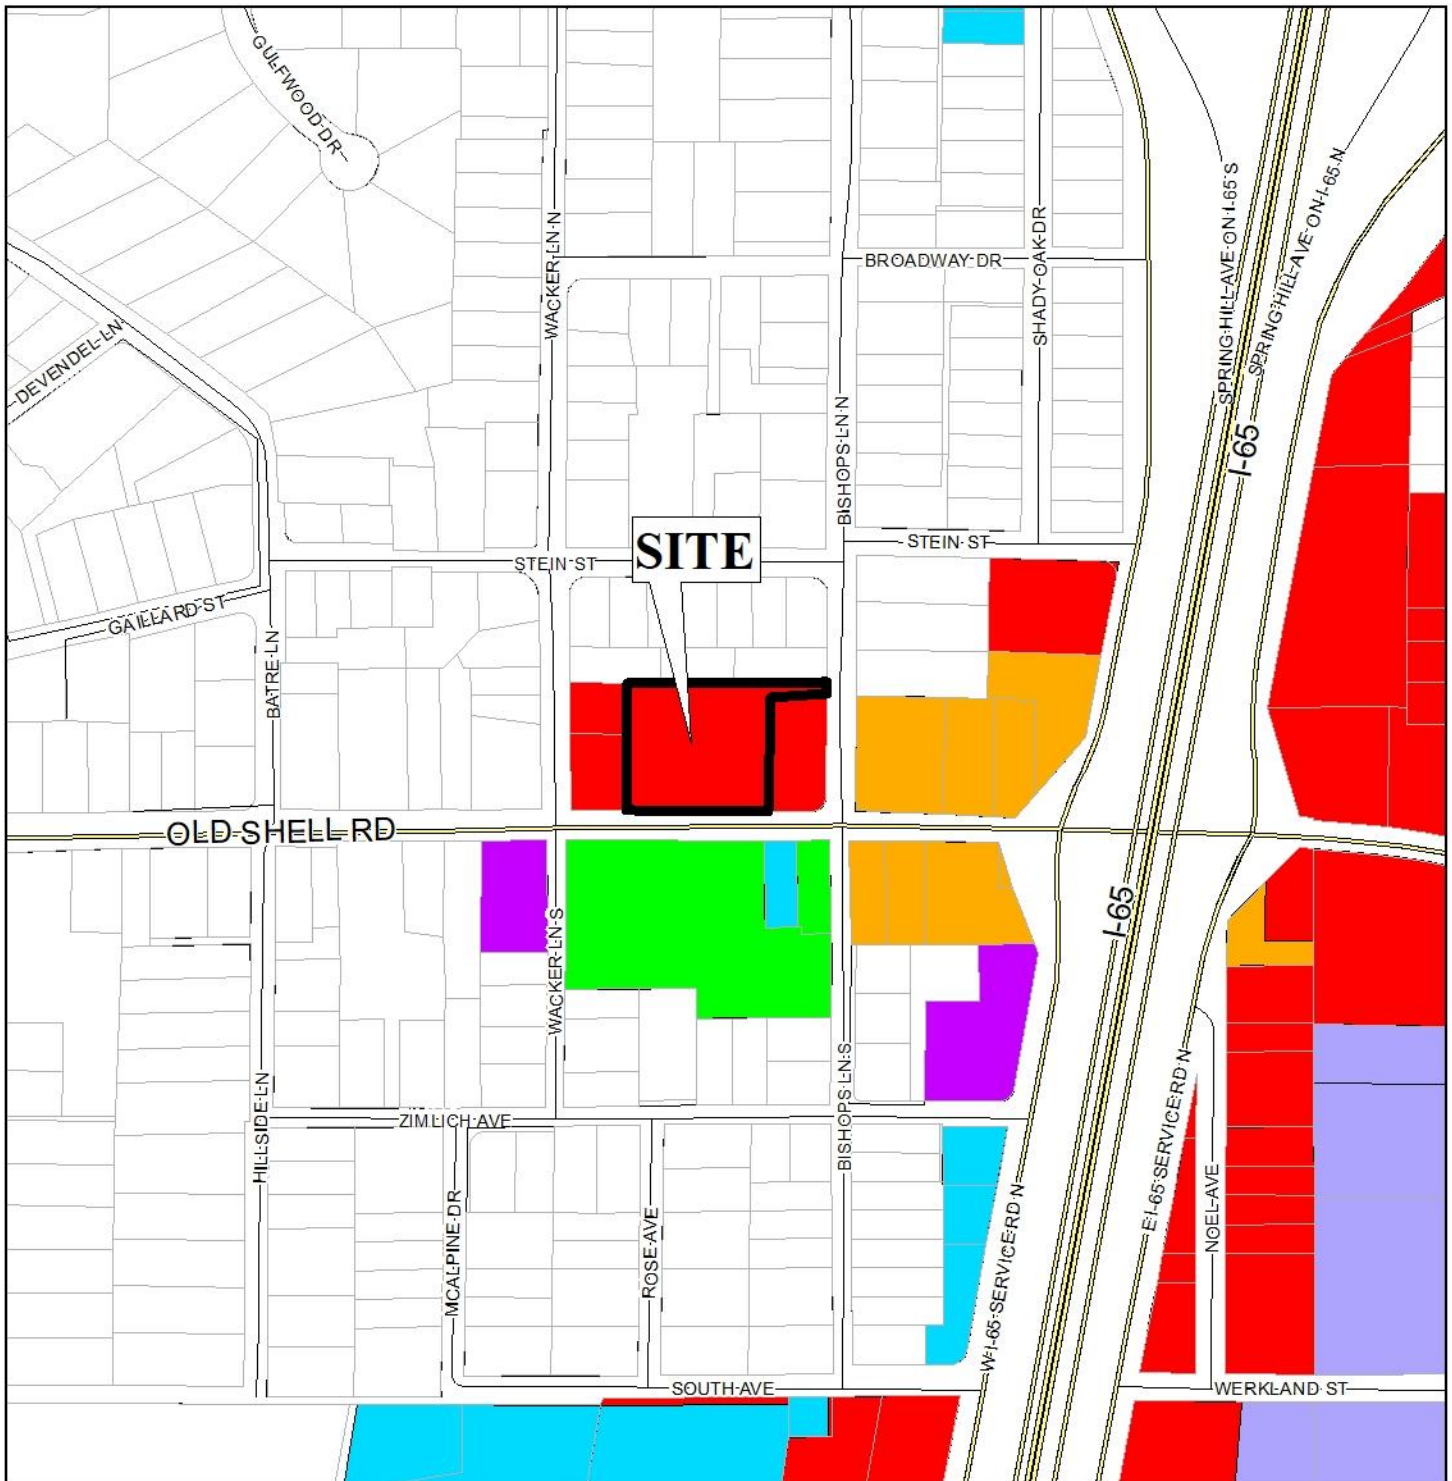 GULFWOOD DR
SPRING HILL AVE ON I-65 S
SPRING HILL AVE ON I-65 N
WACKER LN N
SHADY OAK DR
BROADWAY DR
DEVENDEL LN
BISHOPS LN N
I-65
SITE
STEIN ST
STEIN ST
GAILLARD ST
BATRE LN
OLD SHELL RD
I-65
WACKER LN S
HILLSIDE LN
ZIMLICH AVE
BISHOPS LN S
E I-65 SERVICE RD N
MCALPINE DR
ROSE AVE
NOEL AVE
W I-65 SERVICE RD N
SOUTH AVE
WERKLAND ST